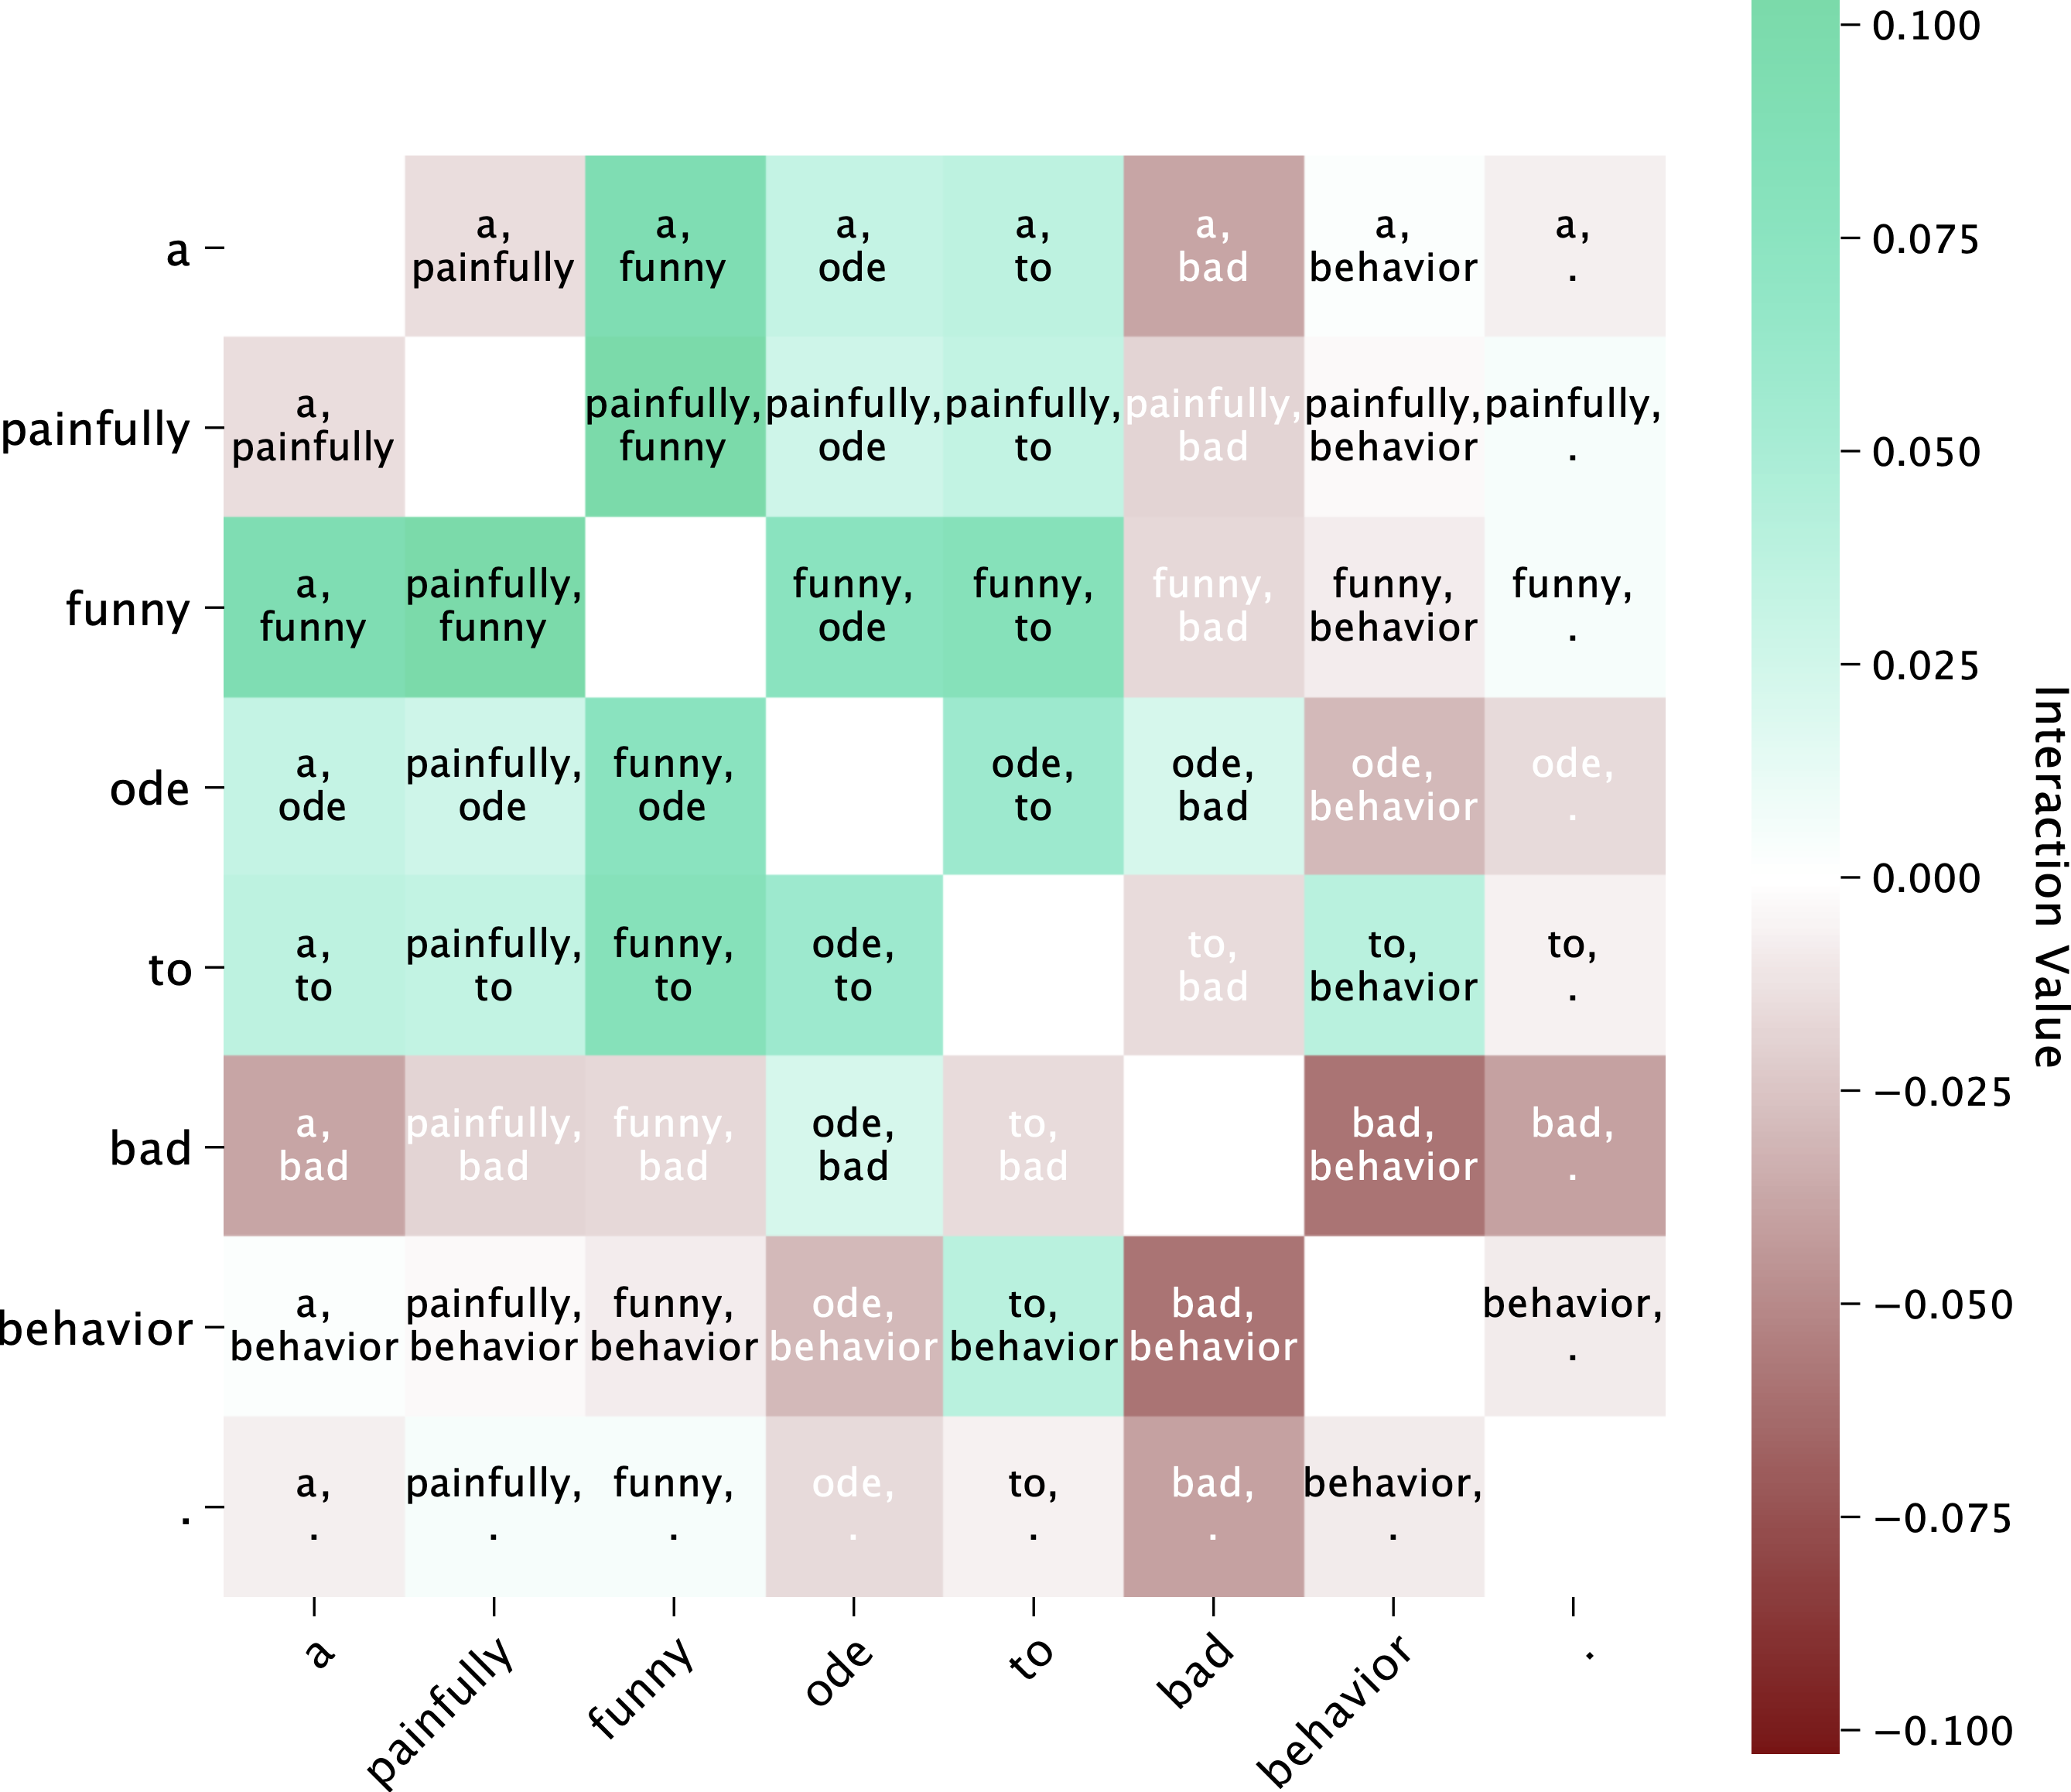 a
a,
painfully
a,
funny
a,
ode
a,
to
a,
bad
a,
behavior
a,
.
painfully
a,
painfully
painfully,
funny
painfully,
ode
painfully,
to
painfully,
bad
painfully,
behavior
painfully,
.
funny
a,
funny
painfully,
funny
funny,
ode
funny,
to
funny,
bad
funny,
behavior
funny,
.
ode
a,
ode
painfully,
ode
funny,
ode
ode,
to
ode,
bad
ode,
behavior
ode,
.
to
a,
to
painfully,
to
funny,
to
ode,
to
to,
bad
to,
behavior
to,
.
bad
a,
bad
painfully,
bad
funny,
bad
ode,
bad
to,
bad
bad,
behavior
bad,
.
behavior
a,
behavior
painfully,
behavior
funny,
behavior
ode,
behavior
to,
behavior
bad,
behavior
behavior,
.
.
a,
.
painfully,
.
funny,
.
ode,
.
to,
.
bad,
.
behavior,
.
a
painfully
funny
ode
to
bad
behavior
.
0.100
0.075
0.050
0.025
0.000
−0.025
−0.050
−0.075
−0.100
Interaction Value